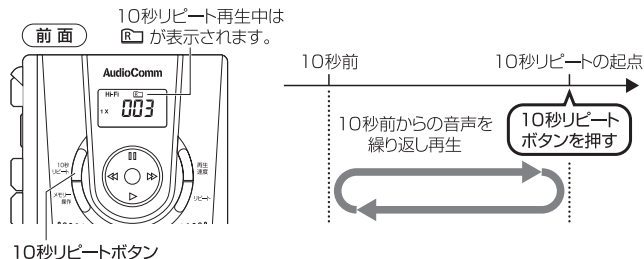 10秒リピート再生中は
R が表示されます。
前面
AudioComm
Hi-Fi R
1 X 003
10秒
リピート
再生
速度
メモリー
操作
リピート
10秒リピートボタン
10秒前
10秒リピートの起点
10秒前からの音声を
繰り返し再生
10秒リピート
ボタンを押す